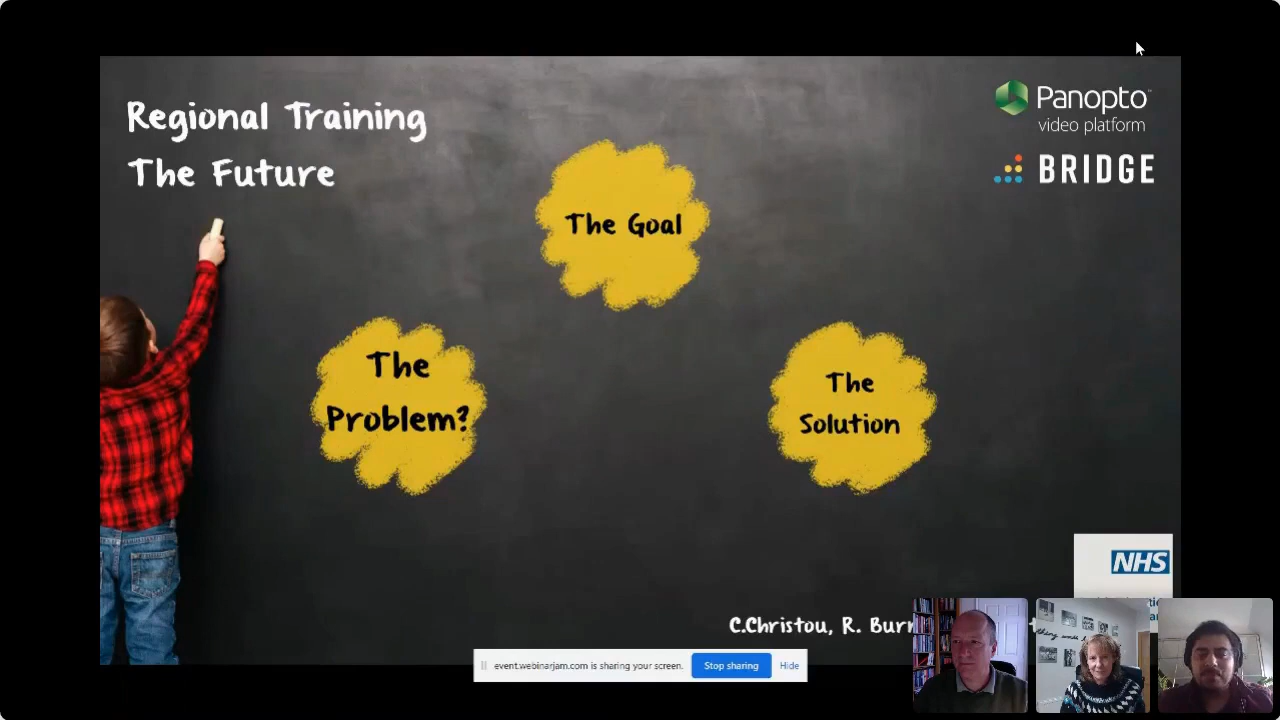 Regional Training
The Future
Panopto
video platform
BRIDGE
The Goal
The
Problem?
The
Solution
NHS
C.Christou, R.
event.webinarjam.com is sharing your screen.
Stop sharing
Hide